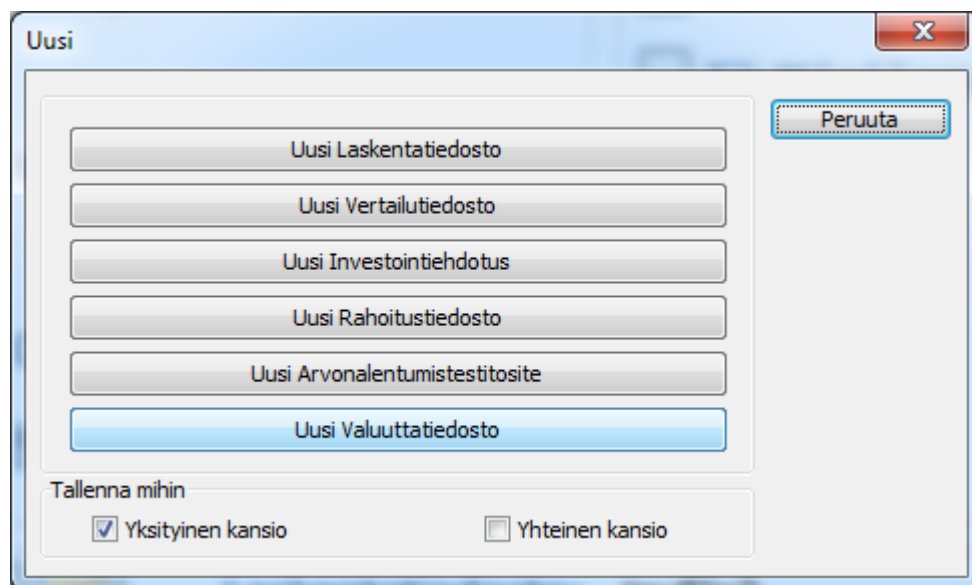 Uusi
Peruuta
Uusi Laskentatiedosto
Uusi Vertailutiedosto
Uusi Investointiehdotus
Uusi Rahoitustiedosto
Uusi Arvonalentumistestitosite
Uusi Valuuttatiedosto
Tallenna mihin
Yksityinen kansio
Yhteinen kansio